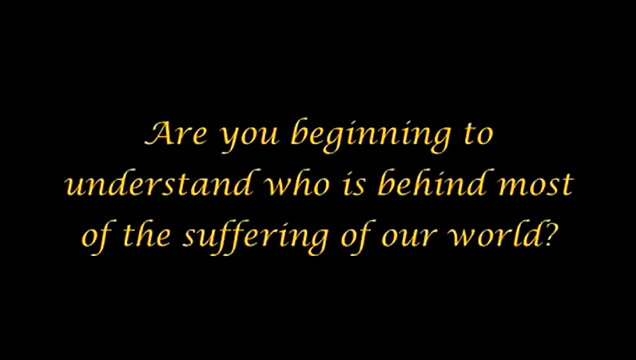 Are you beginning to
understand who is behind most
of the suffering of our world?